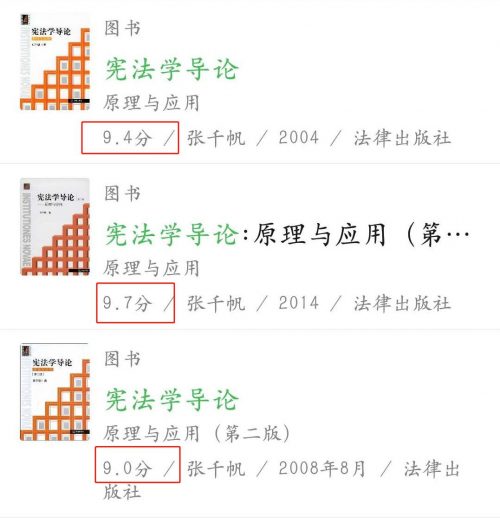 宪法学导论
图书
宪法学导论
原理与应用
9.4分 / 张千帆 / 2004 / 法律出版社
宪法学导论
图书
宪法学导论:原理与应用（第…
原理与应用
9.7分 / 张千帆 / 2014 / 法律出版社
宪法学导论
图书
宪法学导论
原理与应用（第二版）
9.0分 / 张千帆 / 2008年8月 / 法律出
版社